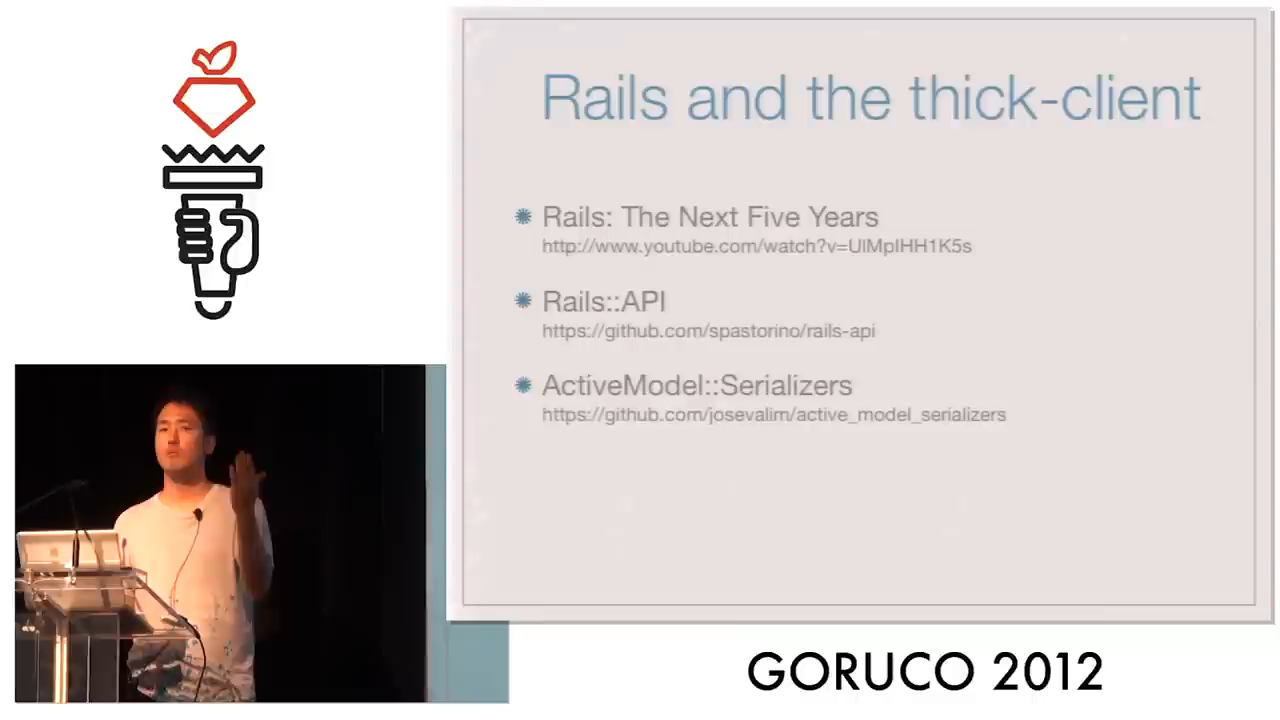 Rails and the thick-client
Rails: The Next Five Years
http://www.youtube.com/watch?v=UlMpIHH1K5s
Rails::API
https://github.com/spastorino/rails-api
ActiveModel::Serializers
https://github.com/josevalim/active_model_serializers
GORUCO 2012